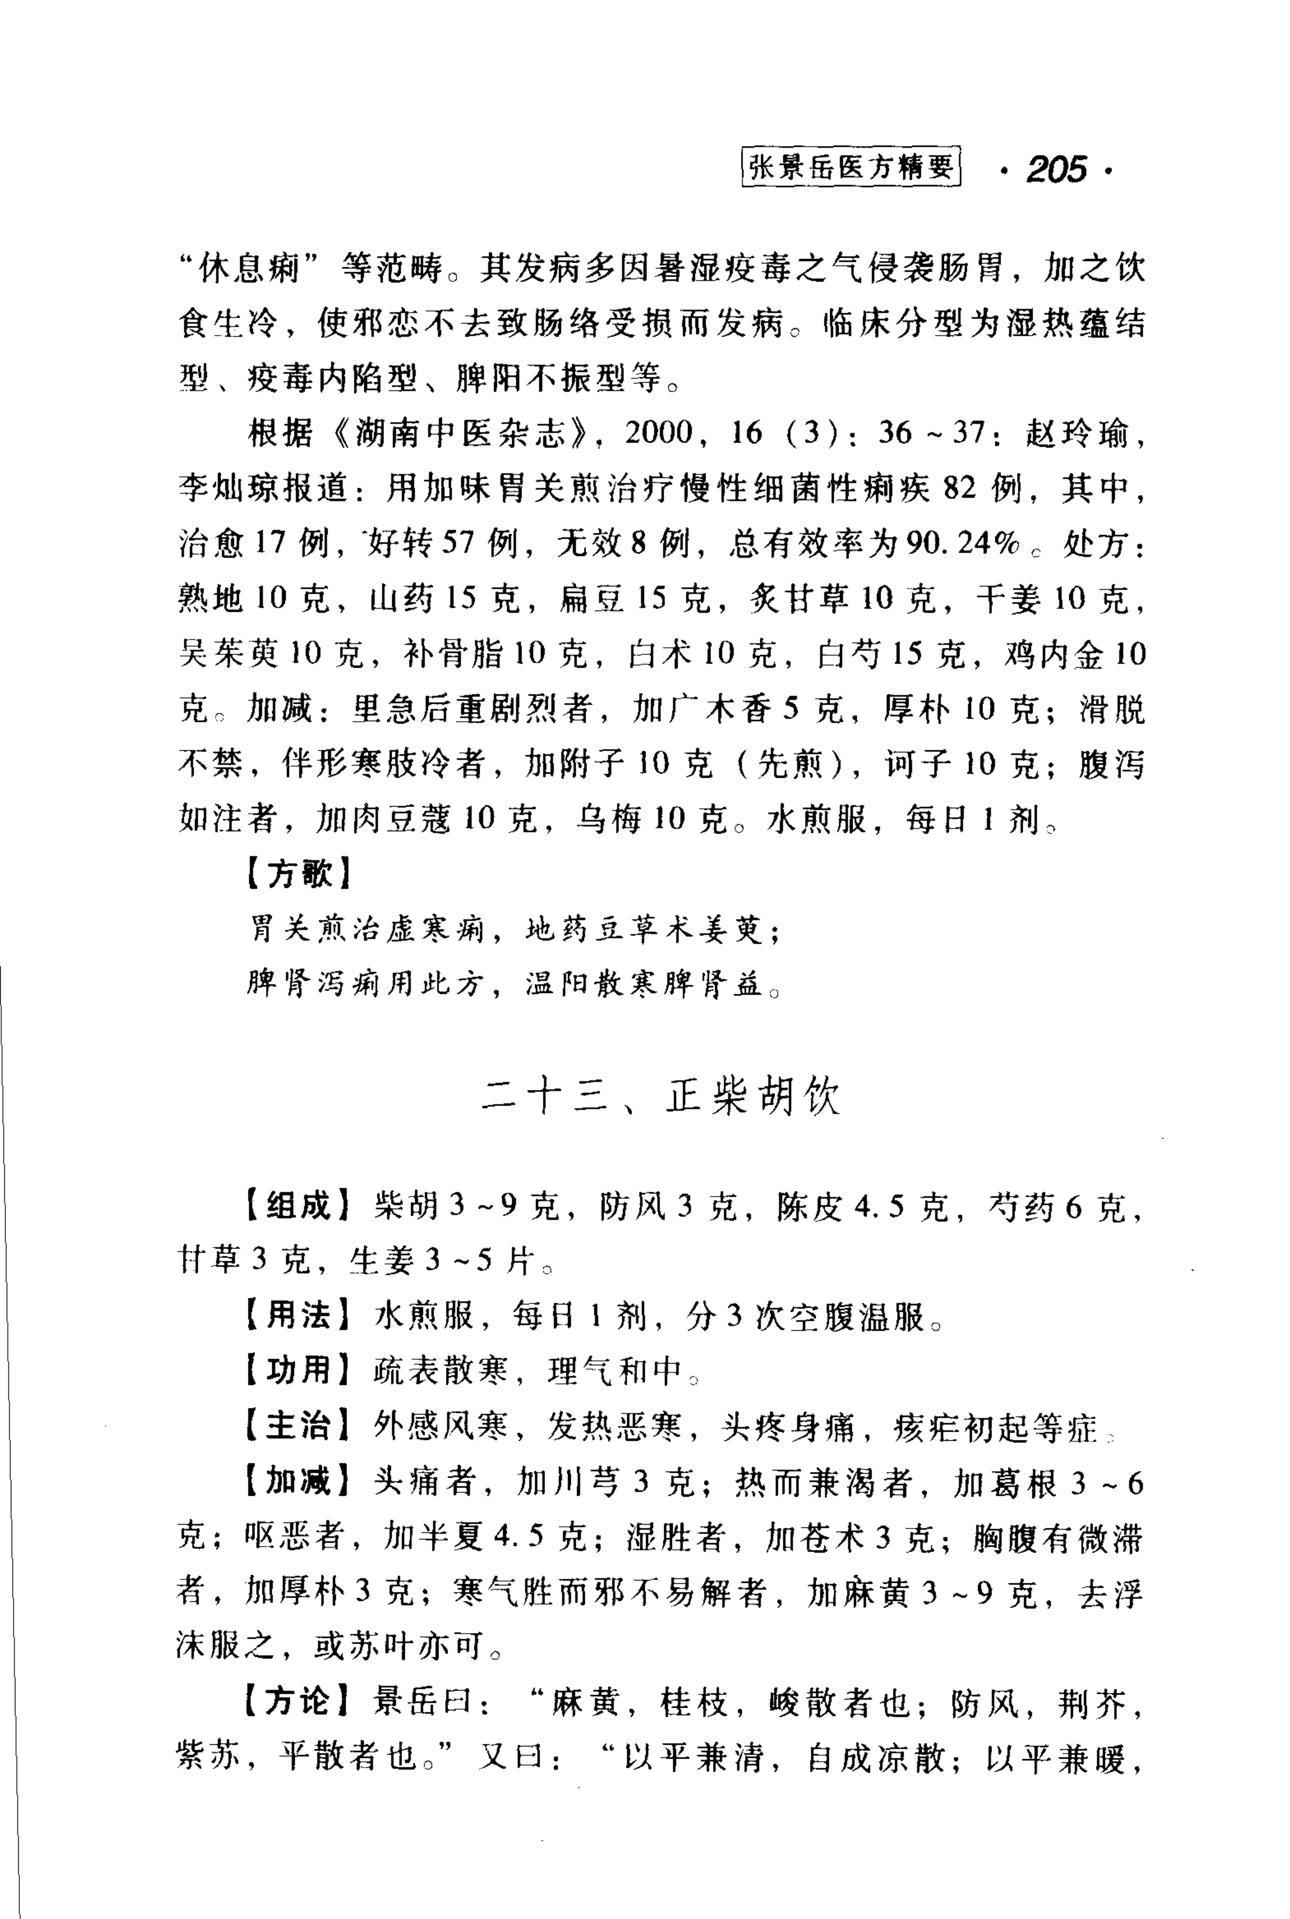 张景岳医方精要 ·205·
“休息痢”等范畴。其发病多因暑湿疫毒之气侵袭肠胃，加之饮
食生冷，使邪恋不去致肠络受损而发病。临床分型为湿热蕴结
型、疫毒内陷型、脾阳不振型等。
根据《湖南中医杂志》，2000，16（3）：36～37：赵玲瑜，
李灿琼报道：用加味胃关煎治疗慢性细菌性痢疾82例，其中，
治愈17例，好转57例，无效8例，总有效率为90.24%。处方：
熟地10克，山药15克，扁豆15克，炙甘草10克，干姜10克，
吴茱萸10克，补骨脂10克，白术10克，白芍15克，鸡内金10
克。加减：里急后重剧烈者，加广木香5克，厚朴10克；滑脱
不禁，伴形寒肢冷者，加附子10克（先煎），诃子10克；腹泻
如注者，加肉豆蔻10克，乌梅10克。水煎服，每日1剂。
【方歌】
胃关煎治虚寒痢，地药豆草术姜萸；
脾肾泻痢用此方，温阳散寒脾肾益。
二十三、正柴胡饮
【组成】柴胡3～9克，防风3克，陈皮4.5克，芍药6克，
甘草3克，生姜3～5片。
【用法】水煎服，每日1剂，分3次空腹温服。
【功用】疏表散寒，理气和中。
【主治】外感风寒，发热恶寒，头疼身痛，痎疟初起等症。
【加减】头痛者，加川芎3克；热而兼渴者，加葛根3～6
克；呕恶者，加半夏4.5克；湿胜者，加苍术3克；胸腹有微滞
者，加厚朴3克；寒气胜而邪不易解者，加麻黄3～9克，去浮
沫服之，或苏叶亦可。
【方论】景岳曰：“麻黄，桂枝，峻散者也；防风，荆芥，
紫苏，平散者也。”又曰：“以平兼清，自成凉散；以平兼暖，